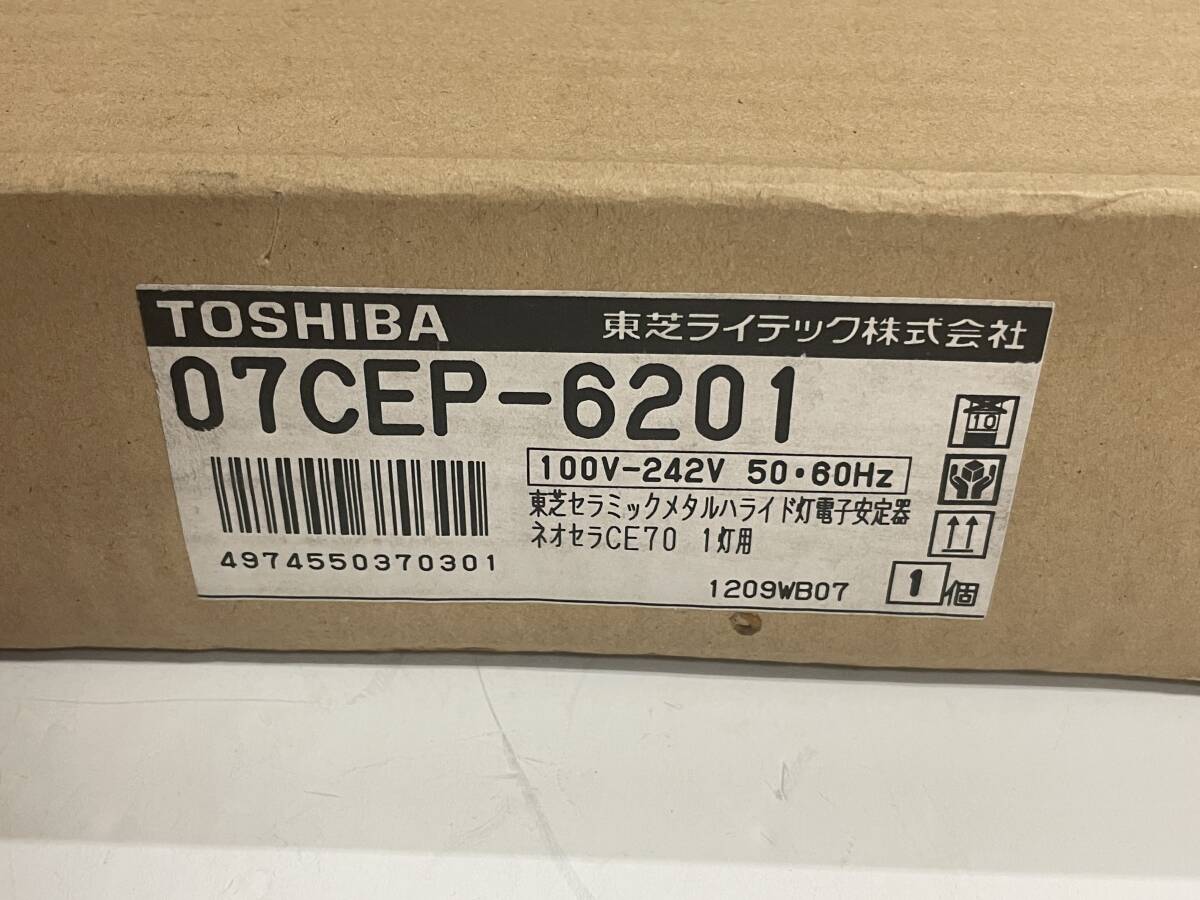 TOSHIBA 東芝ライテック株式会社
07CEP-6201
10
100V-242V 50・60Hz
東芝セラミックメタルハライド灯電子安定器
ネオセラCE70 1灯用
4974550370301
1209WB07 1個